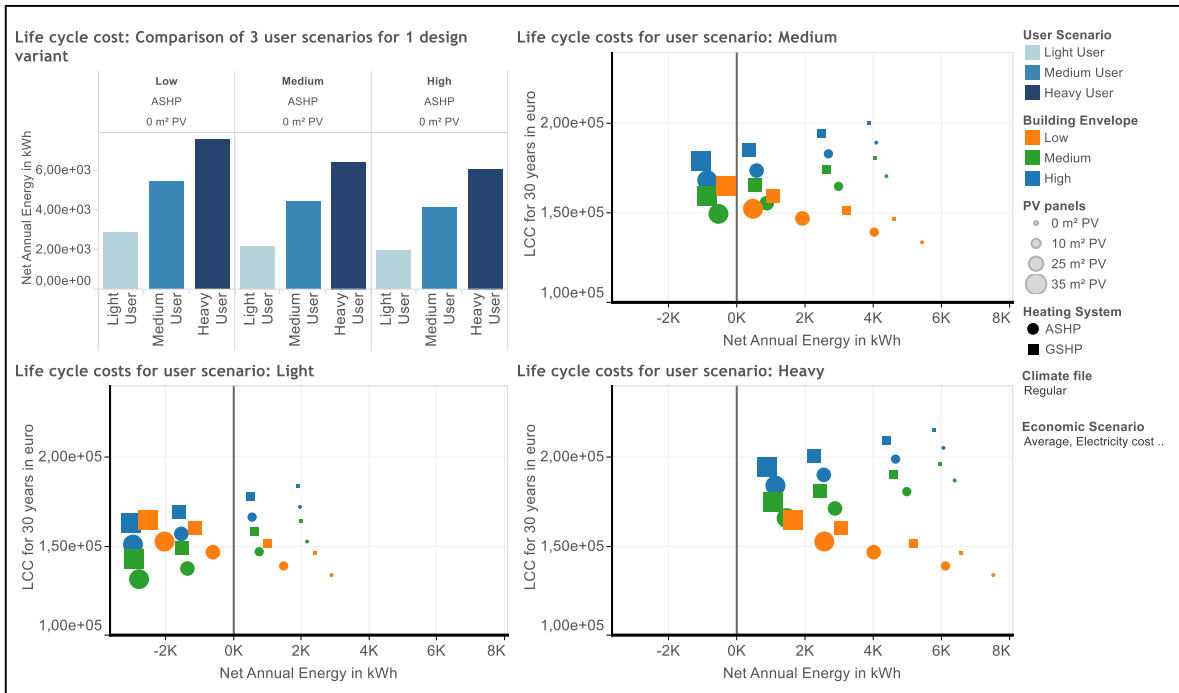 Life cycle cost: Comparison of 3 user scenarios for 1 design
variant
Low
Medium
High
ASHP
ASHP
ASHP
0 m² PV
0 m² PV
0 m² PV
Net Annual Energy in kWh
6,00e+03
4,00e+03
2,00e+03
0,00e+00
Light
User
Medium
User
Heavy
User
Light
User
Medium
User
Heavy
User
Light
User
Medium
User
Heavy
User
Life cycle costs for user scenario: Medium
LCC for 30 years in euro
2,00e+05
1,50e+05
1,00e+05
-2K
0K
2K
4K
6K
8K
Net Annual Energy in kWh
User Scenario
Light User
Medium User
Heavy User
Building Envelope
Low
Medium
High
PV panels
0 m² PV
10 m² PV
25 m² PV
35 m² PV
Heating System
ASHP
GSHP
Climate file
Regular
Economic Scenario
Average, Electricity cost ..
Life cycle costs for user scenario: Light
LCC for 30 years in euro
2,00e+05
1,50e+05
1,00e+05
-2K
0K
2K
4K
6K
8K
Net Annual Energy in kWh
Life cycle costs for user scenario: Heavy
LCC for 30 years in euro
2,00e+05
1,50e+05
1,00e+05
-2K
0K
2K
4K
6K
8K
Net Annual Energy in kWh